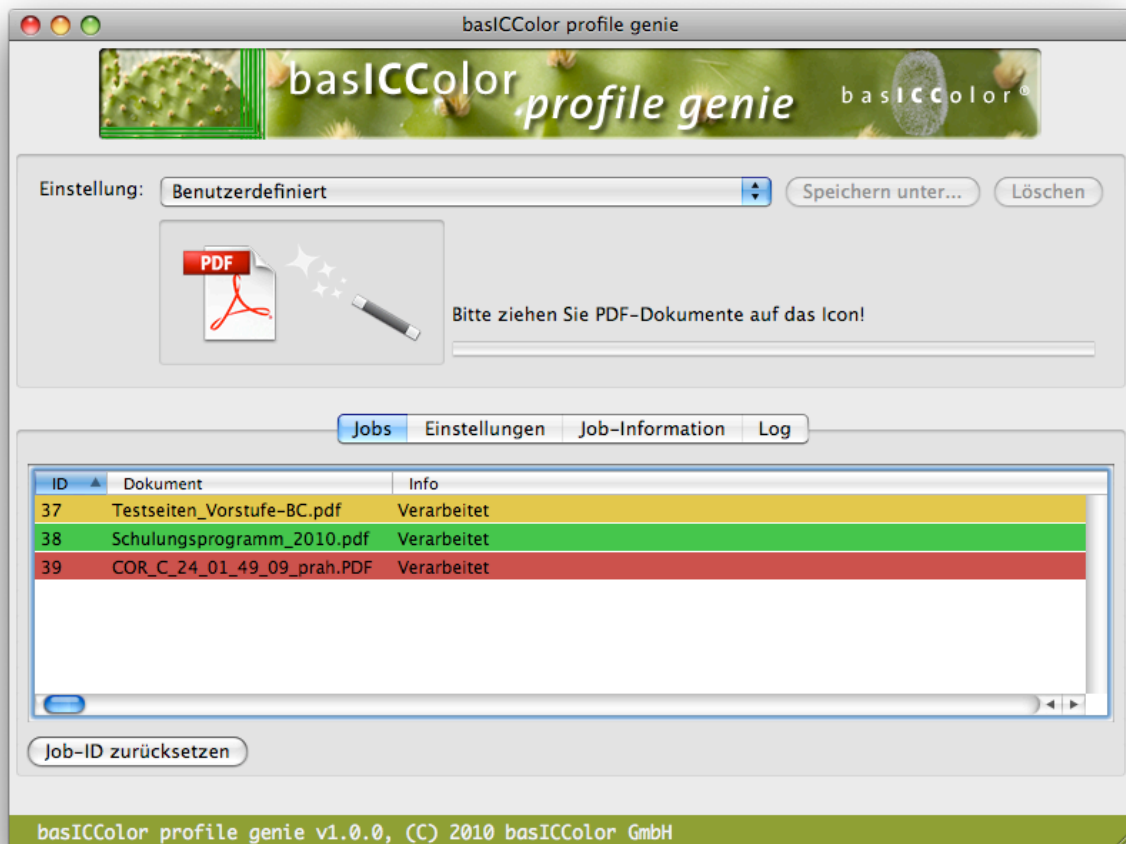 basICColor profile genie
basICColor profile genie basICColor®
Einstellung: Benutzerdefiniert Speichern unter... Löschen
PDF
Bitte ziehen Sie PDF-Dokumente auf das Icon!
Jobs Einstellungen Job-Information Log
ID Dokument Info
37 Testseiten_Vorstufe-BC.pdf Verarbeitet
38 Schulungsprogramm_2010.pdf Verarbeitet
39 COR_C_24_01_49_09_prah.PDF Verarbeitet
Job-ID zurücksetzen
basICColor profile genie v1.0.0, (C) 2010 basICColor GmbH